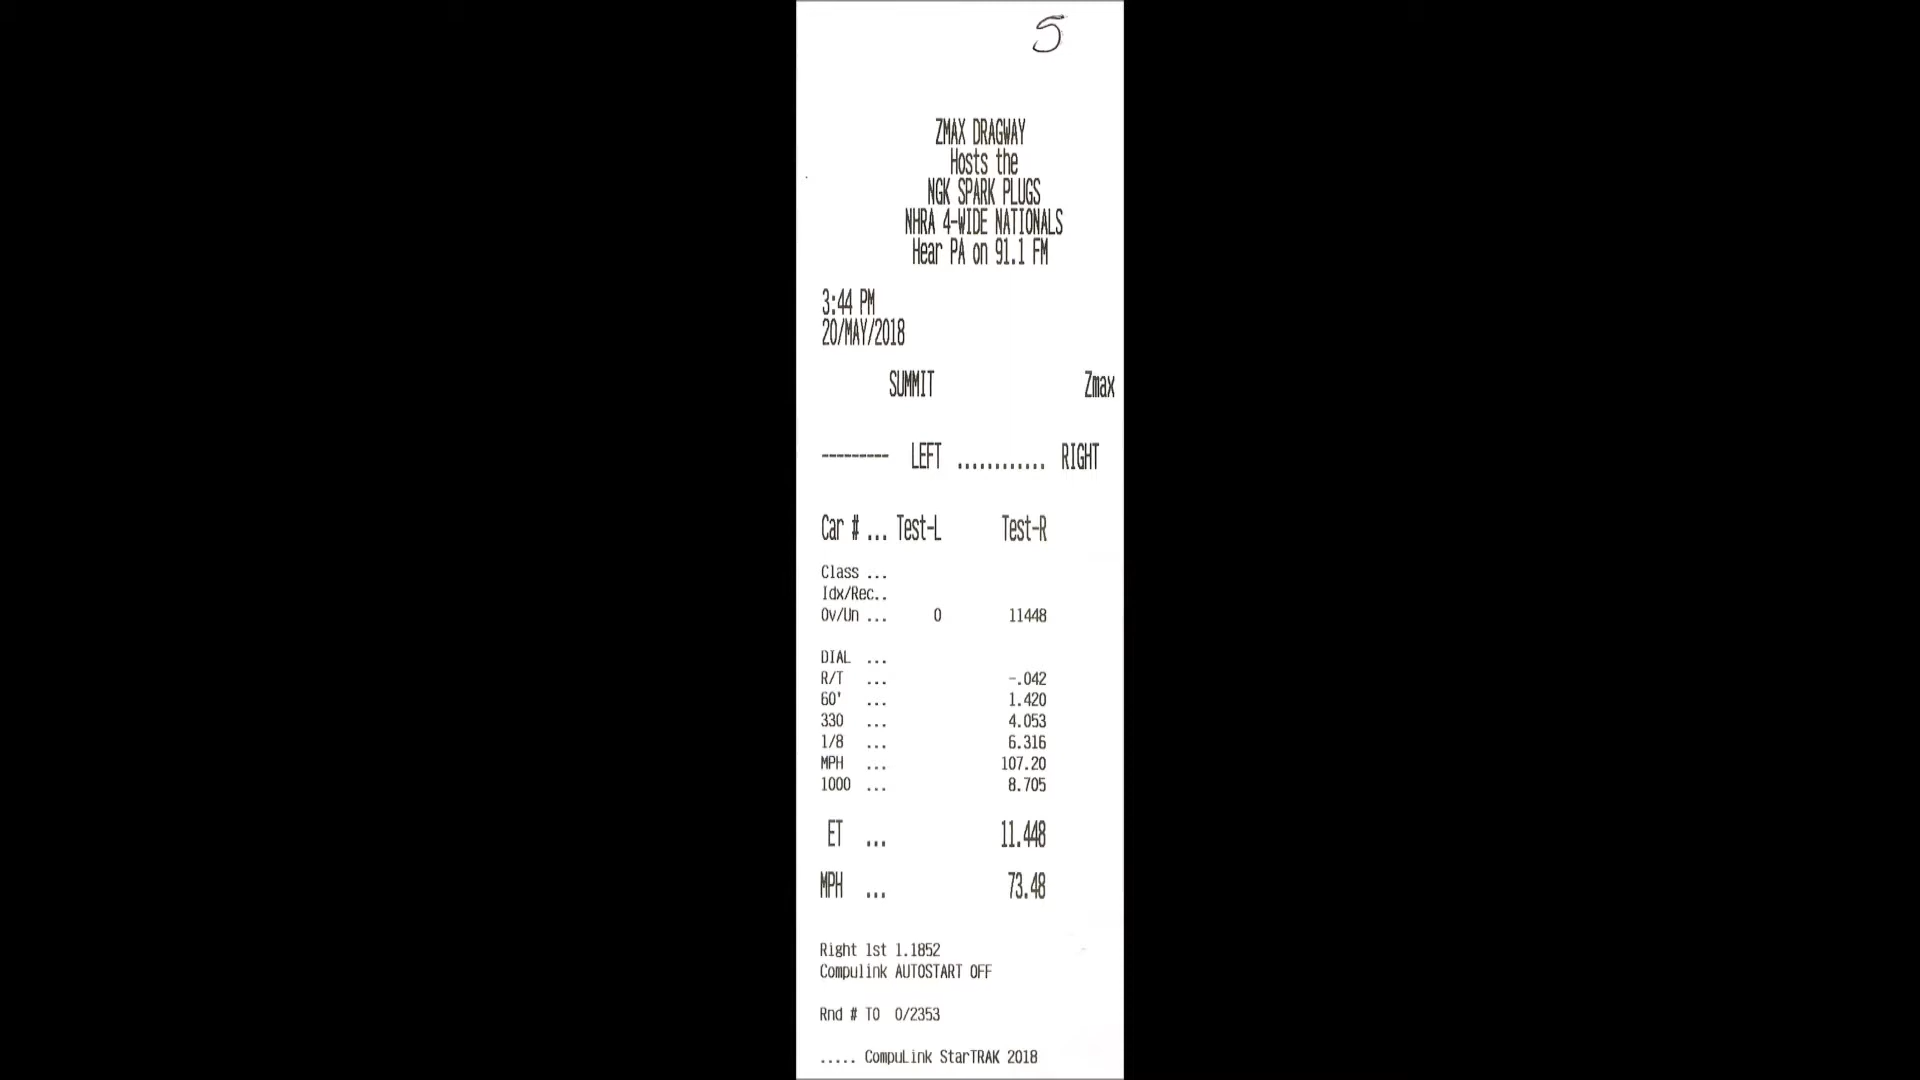 5
ZMAX DRAGWAY
Hosts the
NGK SPARK PLUGS
NHRA 4-WIDE NATIONALS
Hear PA on 91.1 FM
3:44 PM
20/MAY/2018
SUMMIT Zmax
--------- LEFT ............ RIGHT
Car # ... Test-L Test-R
Class ...
Idx/Rec..
Ov/Un ... 0 11448
DIAL ...
R/T ... -.042
60' ... 1.420
330 ... 4.053
1/8 ... 6.316
MPH ... 107.20
1000 ... 8.705
ET ... 11.448
MPH ... 73.48
Right 1st 1.1852
Compulink AUTOSTART OFF
Rnd # T0 0/2353
..... CompuLink StarTRAK 2018